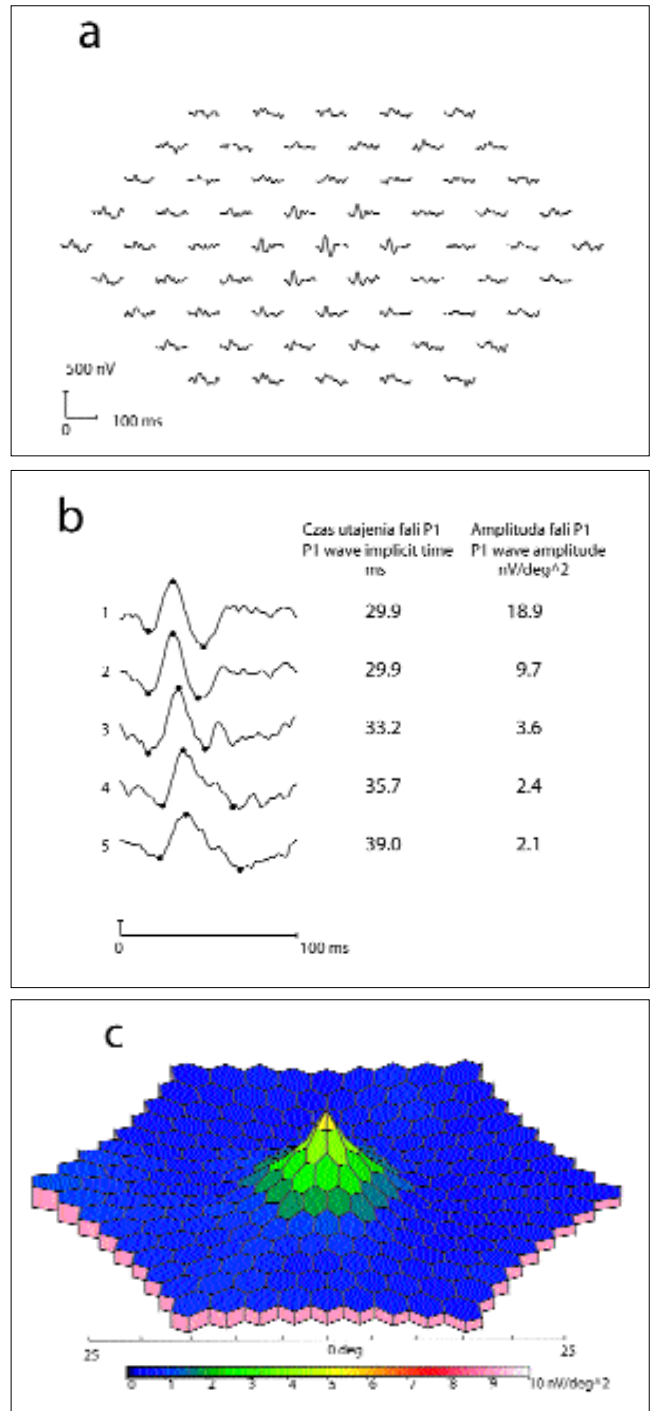 a
500 nV
0
100 ms
b
Czas utajenia fali P1 Amplituda fali P1
P1 wave implicit time P1 wave amplitude
ms nV/deg^2
1 29.9 18.9
2 29.9 9.7
3 33.2 3.6
4 35.7 2.4
5 39.0 2.1
0 100 ms
c
25 0 deg 25
0 1 2 3 4 5 6 7 8 9 10 nV/deg^2